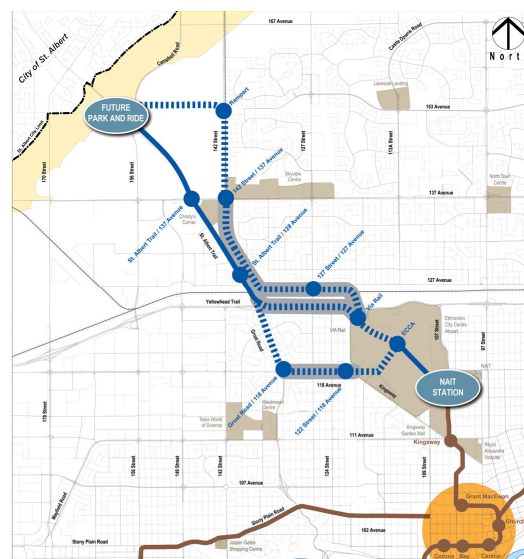 167 Avenue
City of St. Albert
Campbell Road
Castle Downs Road
North
Lakeside Landing
FUTURE
PARK AND RIDE
Rampart
153 Avenue
St. Albert City Limit
170 Street
156 Street
142 Street
127 Street
113A Street
Skyview
Centre
North Town
Centre
142 Street / 137 Avenue
137 Avenue
Christy's
Corner
St. Albert Trail / 137 Avenue
St. Albert Trail
St. Albert Trail / 128 Avenue
127 Street / 127 Avenue
127 Avenue
Yellowhead Trail
Via Rail
VIA Rail
ECCA
Edmonton
City Centre
Airport
107 Street
97 Street
Groat Road
Groat Road / 118 Avenue
122 Street / 118 Avenue
118 Avenue
Kingsway
NAIT
NAIT
STATION
Westmount
Centre
Telus World
of Science
111 Avenue
Kingsway
Garden Mall
Kingsway
Royal
Alexandra
Hospital
178 Street
156 Street
149 Street
142 Street
124 Street
109 Street
107 Avenue
Mayfield Road
Grant MacEwan
Stony Plain Road
102 Avenue
Church
Stony Plain Road
Jasper Gates
Shopping Centre
Corona
Bay
Central